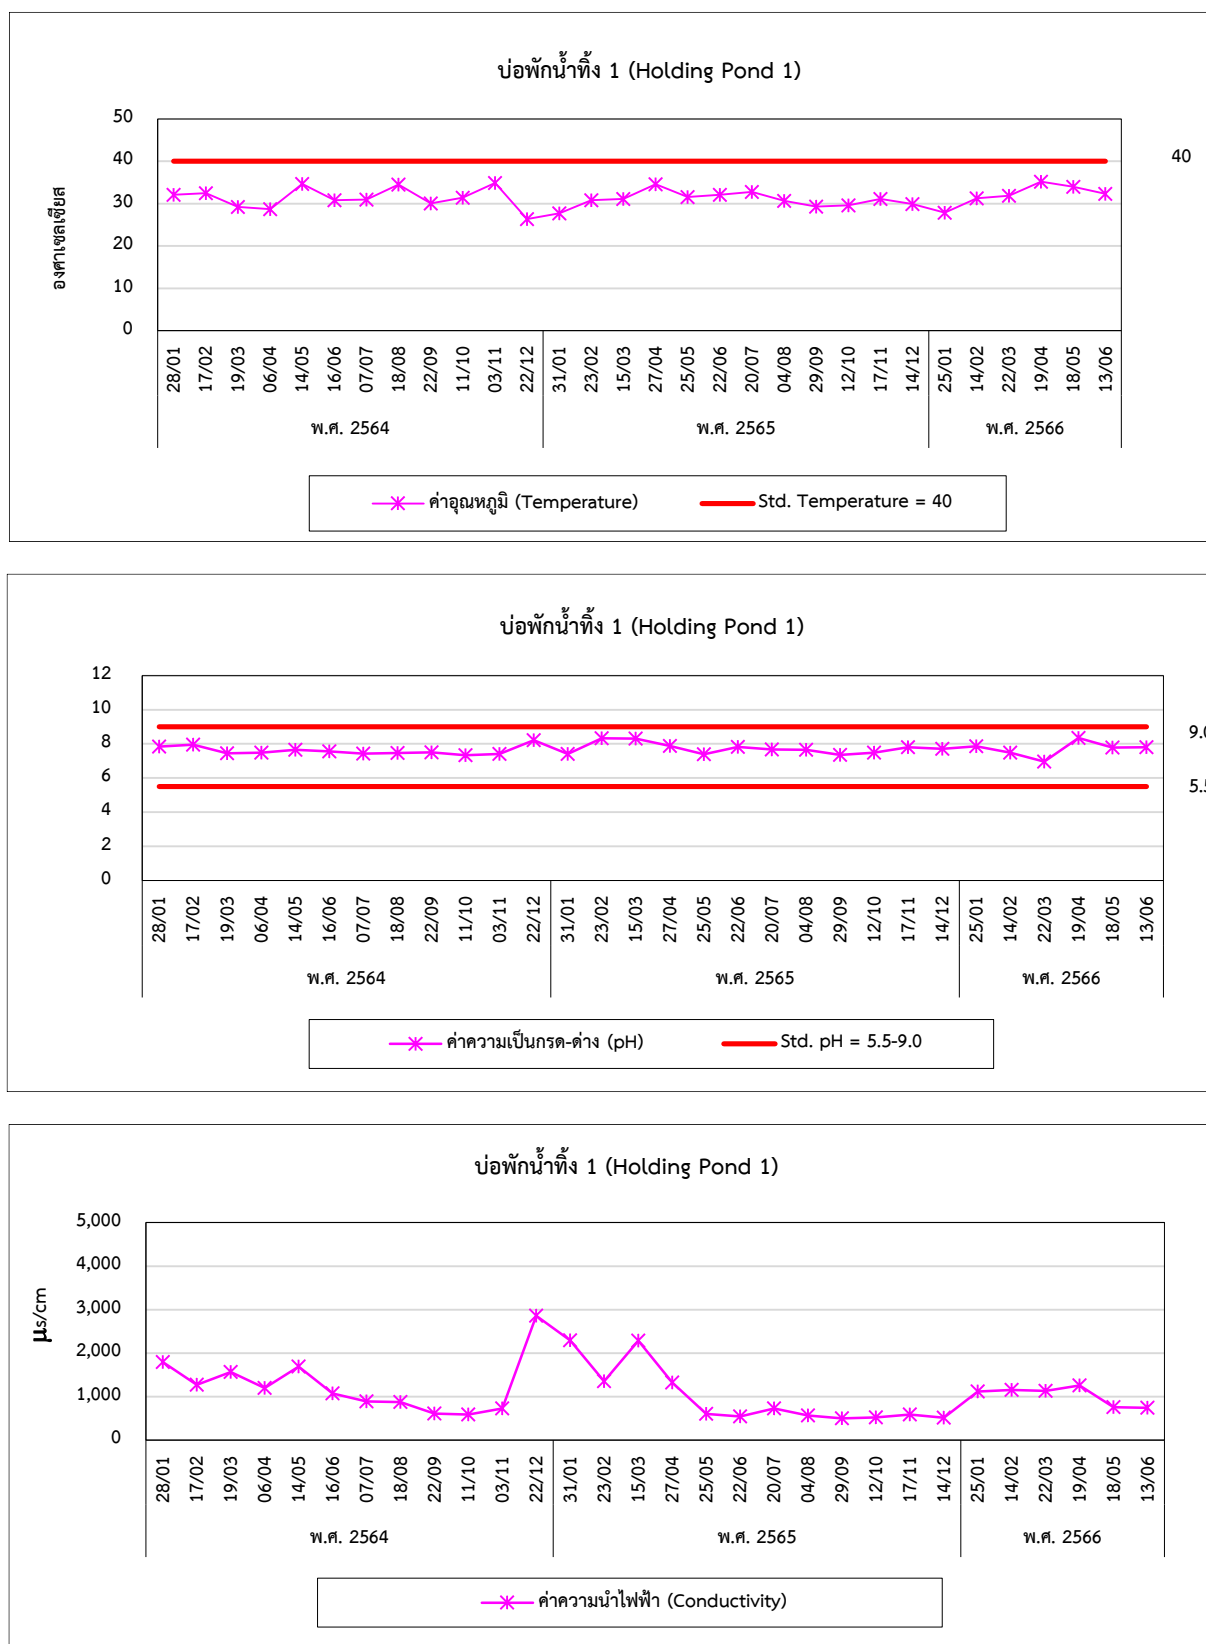 บ่อพักน้ำทิ้ง 1 (Holding Pond 1)
องศาเซลเซียส
50
40
30
20
10
0
40
28/01 17/02 19/03 06/04 14/05 16/06 07/07 18/08 22/09 11/10 03/11 22/12 31/01 23/02 15/03 27/04 25/05 22/06 20/07 04/08 29/09 12/10 17/11 14/12 25/01 14/02 22/03 19/04 18/05 13/06
พ.ศ. 2564 พ.ศ. 2565 พ.ศ. 2566
ค่าอุณหภูมิ (Temperature) Std. Temperature = 40
บ่อพักน้ำทิ้ง 1 (Holding Pond 1)
12
10
8
6
4
2
0
9.0
5.5
28/01 17/02 19/03 06/04 14/05 16/06 07/07 18/08 22/09 11/10 03/11 22/12 31/01 23/02 15/03 27/04 25/05 22/06 20/07 04/08 29/09 12/10 17/11 14/12 25/01 14/02 22/03 19/04 18/05 13/06
พ.ศ. 2564 พ.ศ. 2565 พ.ศ. 2566
ค่าความเป็นกรด-ด่าง (pH) Std. pH = 5.5-9.0
บ่อพักน้ำทิ้ง 1 (Holding Pond 1)
µs/cm
5,000
4,000
3,000
2,000
1,000
0
28/01 17/02 19/03 06/04 14/05 16/06 07/07 18/08 22/09 11/10 03/11 22/12 31/01 23/02 15/03 27/04 25/05 22/06 20/07 04/08 29/09 12/10 17/11 14/12 25/01 14/02 22/03 19/04 18/05 13/06
พ.ศ. 2564 พ.ศ. 2565 พ.ศ. 2566
ค่าความนำไฟฟ้า (Conductivity)